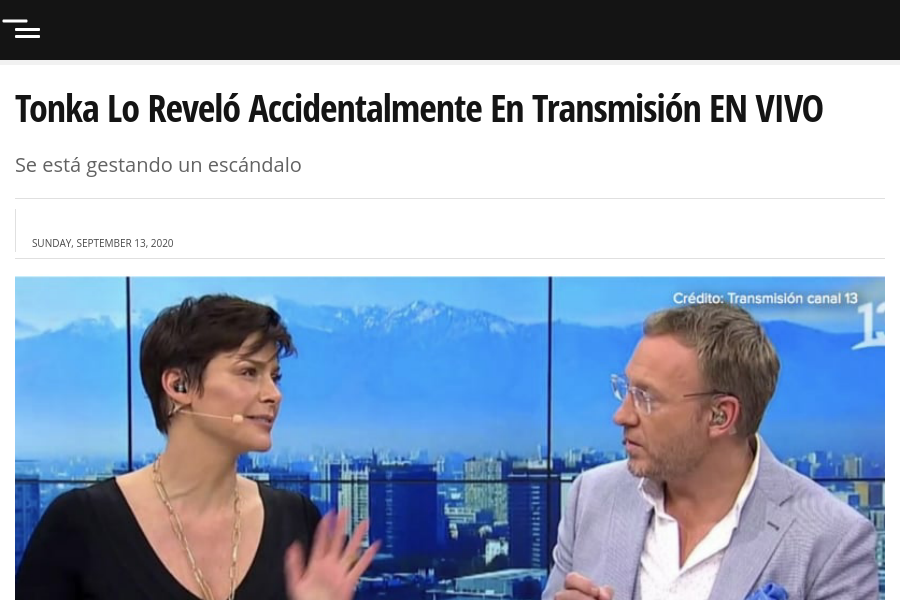 Tonka Lo Reveló Accidentalmente En Transmisión EN VIVO
Se está gestando un escándalo
SUNDAY, SEPTEMBER 13, 2020
Crédito: Transmisión canal 13
13